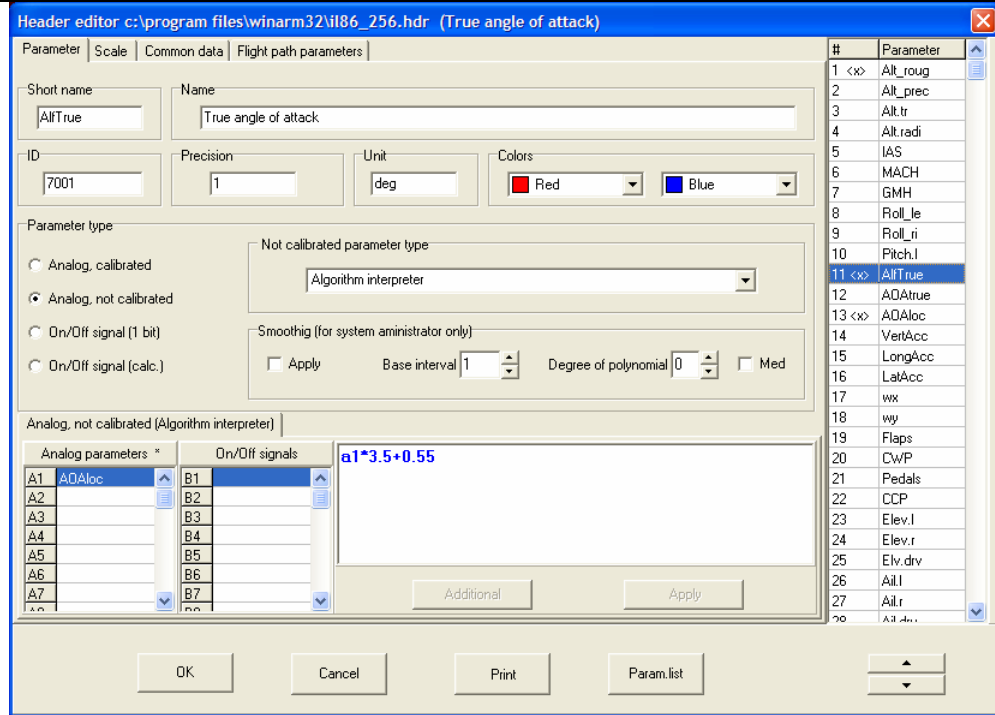 Header editor c:\program files\winarm32\il86_256.hdr (True angle of attack)
Parameter Scale Common data Flight path parameters
Short name Name
AlfTrue True angle of attack
ID Precision Unit Colors
7001 1 deg Red Blue
Parameter type
Analog, calibrated
Analog, not calibrated
On/Off signal (1 bit)
On/Off signal (calc.)
Not calibrated parameter type
Algorithm interpreter
Smoothig (for system aministrator only)
Apply Base interval 1 Degree of polynomial 0 Med
Analog, not calibrated (Algorithm interpreter)
Analog parameters * On/Off signals
A1 AOAloc B1
A2 B2
A3 B3
A4 B4
A5 B5
A6 B6
A7 B7
a1*3.5+0.55
Additional Apply
# Parameter
1 <x> Alt_roug
2 Alt_prec
3 Alt.tr
4 Alt.radi
5 IAS
6 MACH
7 GMH
8 Roll_le
9 Roll_ri
10 Pitch.l
11 <x> AlfTrue
12 AOAtrue
13 <x> AOAloc
14 VertAcc
15 LongAcc
16 LatAcc
17 wx
18 wy
19 Flaps
20 CWP
21 Pedals
22 CCP
23 Elev.l
24 Elev.r
25 Elv.drv
26 Ail.l
27 Ail.r
OK Cancel Print Param.list